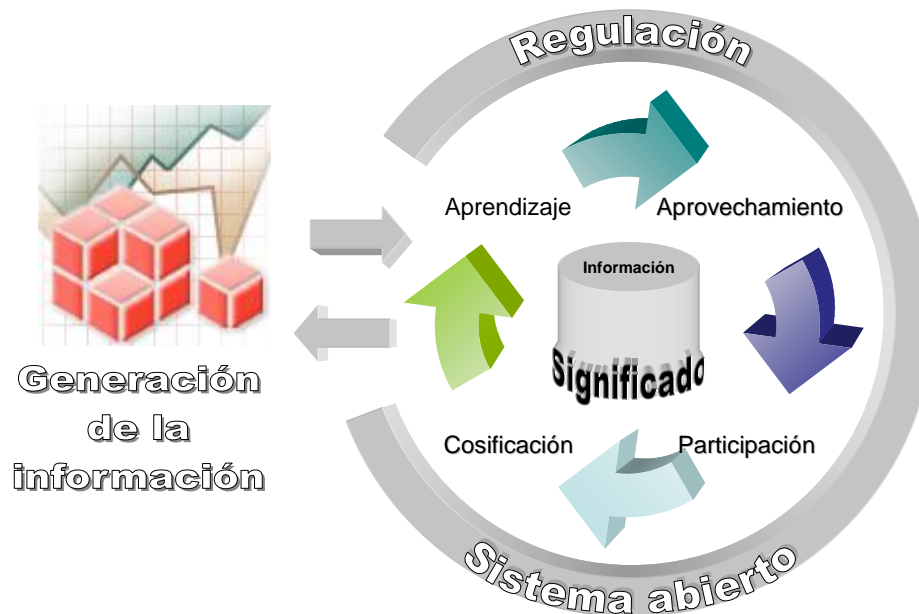 Regulación
Aprendizaje
Aprovechamiento
Información
Significado
Generación
de la
información
Cosificación
Participación
Sistema abierto